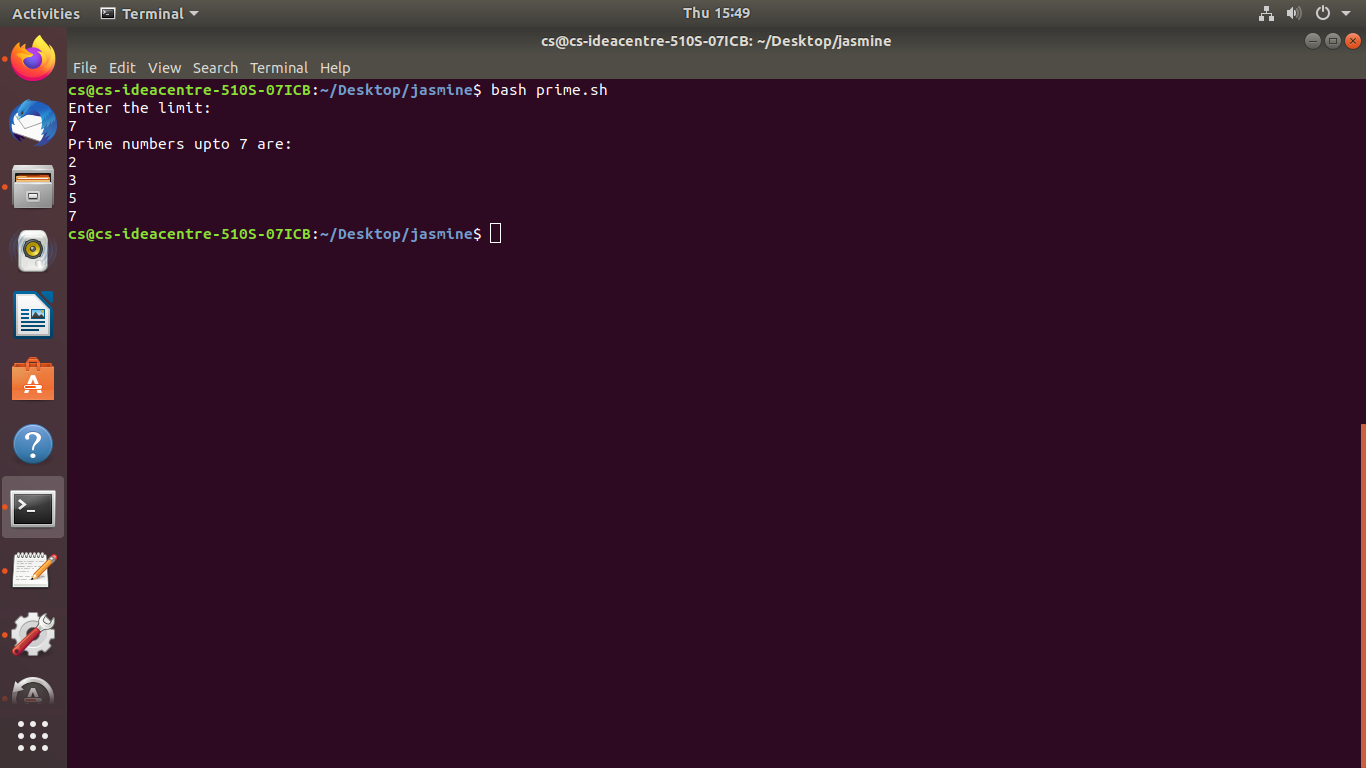 Activities Terminal Thu 15:49
cs@cs-ideacentre-510S-07ICB: ~/Desktop/jasmine
File Edit View Search Terminal Help
cs@cs-ideacentre-510S-07ICB:~/Desktop/jasmine$ bash prime.sh
Enter the limit:
7
Prime numbers upto 7 are:
2
3
5
7
cs@cs-ideacentre-510S-07ICB:~/Desktop/jasmine$